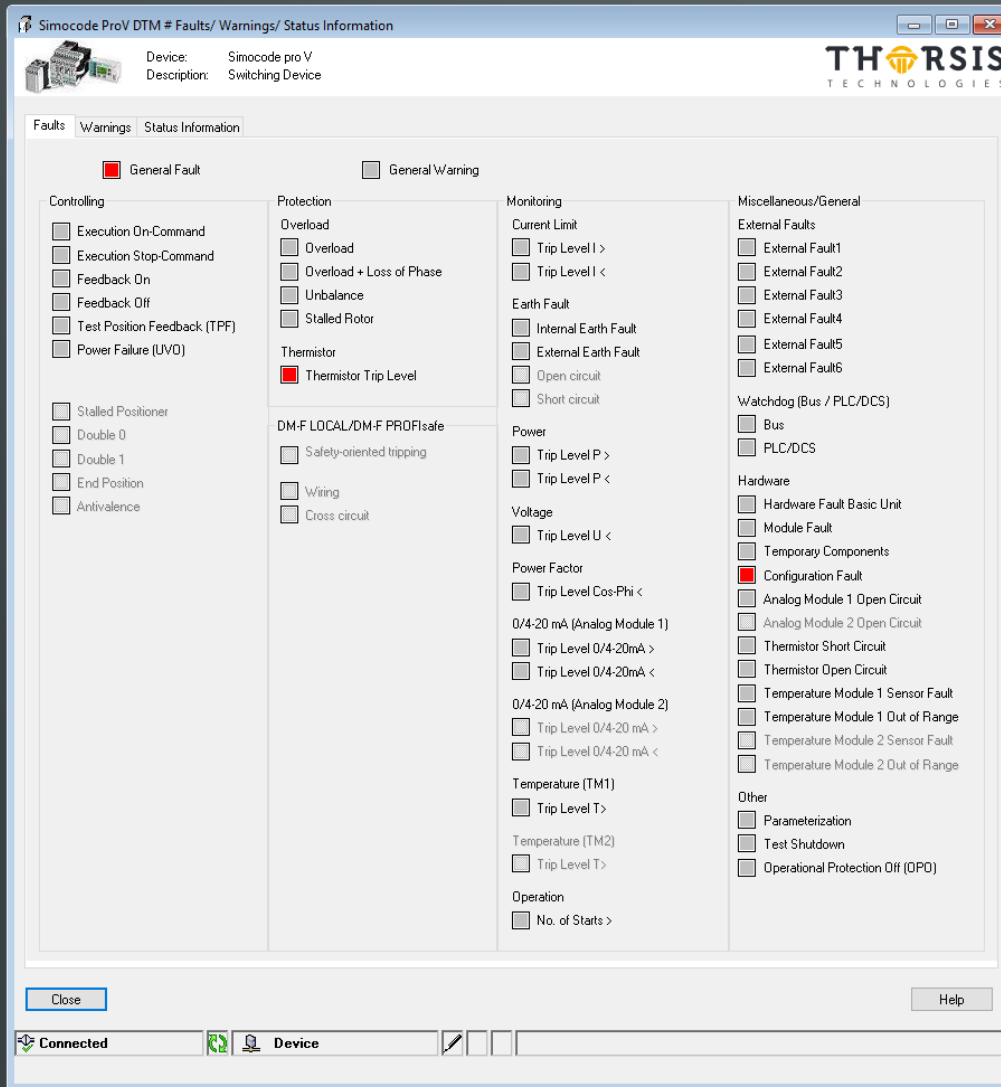 Simocode ProV DTM # Faults/ Warnings/ Status Information
Device: Simocode pro V
Description: Switching Device
THORSIS
TECHNOLOGIES
Faults Warnings Status Information
General Fault General Warning
Controlling
Execution On-Command
Execution Stop-Command
Feedback On
Feedback Off
Test Position Feedback (TPF)
Power Failure (UVO)
Stalled Positioner
Double 0
Double 1
End Position
Antivalence
Protection
Overload
Overload
Overload + Loss of Phase
Unbalance
Stalled Rotor
Thermistor
Thermistor Trip Level
DM-F LOCAL/DM-F PROFIsafe
Safety-oriented tripping
Wiring
Cross circuit
Monitoring
Current Limit
Trip Level I >
Trip Level I <
Earth Fault
Internal Earth Fault
External Earth Fault
Open circuit
Short circuit
Power
Trip Level P >
Trip Level P <
Voltage
Trip Level U <
Power Factor
Trip Level Cos-Phi <
0/4-20 mA (Analog Module 1)
Trip Level 0/4-20mA >
Trip Level 0/4-20mA <
0/4-20 mA (Analog Module 2)
Trip Level 0/4-20 mA >
Trip Level 0/4-20 mA <
Temperature (TM1)
Trip Level T>
Temperature (TM2)
Trip Level T>
Operation
No. of Starts >
Miscellaneous/General
External Faults
External Fault1
External Fault2
External Fault3
External Fault4
External Fault5
External Fault6
Watchdog (Bus / PLC/DCS)
Bus
PLC/DCS
Hardware
Hardware Fault Basic Unit
Module Fault
Temporary Components
Configuration Fault
Analog Module 1 Open Circuit
Analog Module 2 Open Circuit
Thermistor Short Circuit
Thermistor Open Circuit
Temperature Module 1 Sensor Fault
Temperature Module 1 Out of Range
Temperature Module 2 Sensor Fault
Temperature Module 2 Out of Range
Other
Parameterization
Test Shutdown
Operational Protection Off (OPO)
Close Help
Connected Device